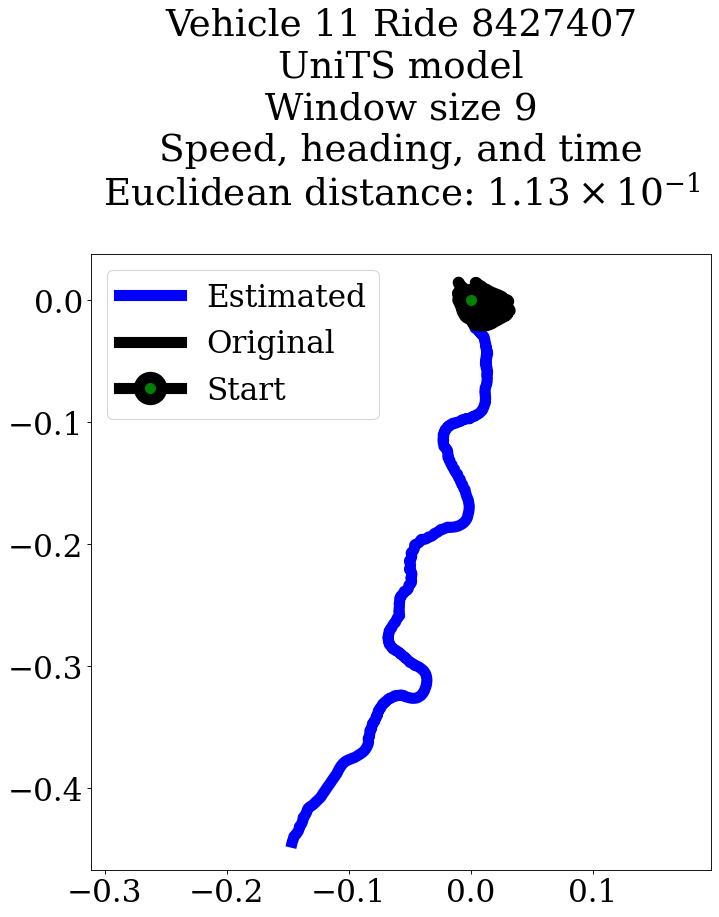 Vehicle 11 Ride 8427407
UniTS model
Window size 9
Speed, heading, and time
Euclidean distance: $1.13 \times 10^{-1}$
Estimated
Original
Start
0.0
−0.1
−0.2
−0.3
−0.4
−0.3 −0.2 −0.1 0.0 0.1